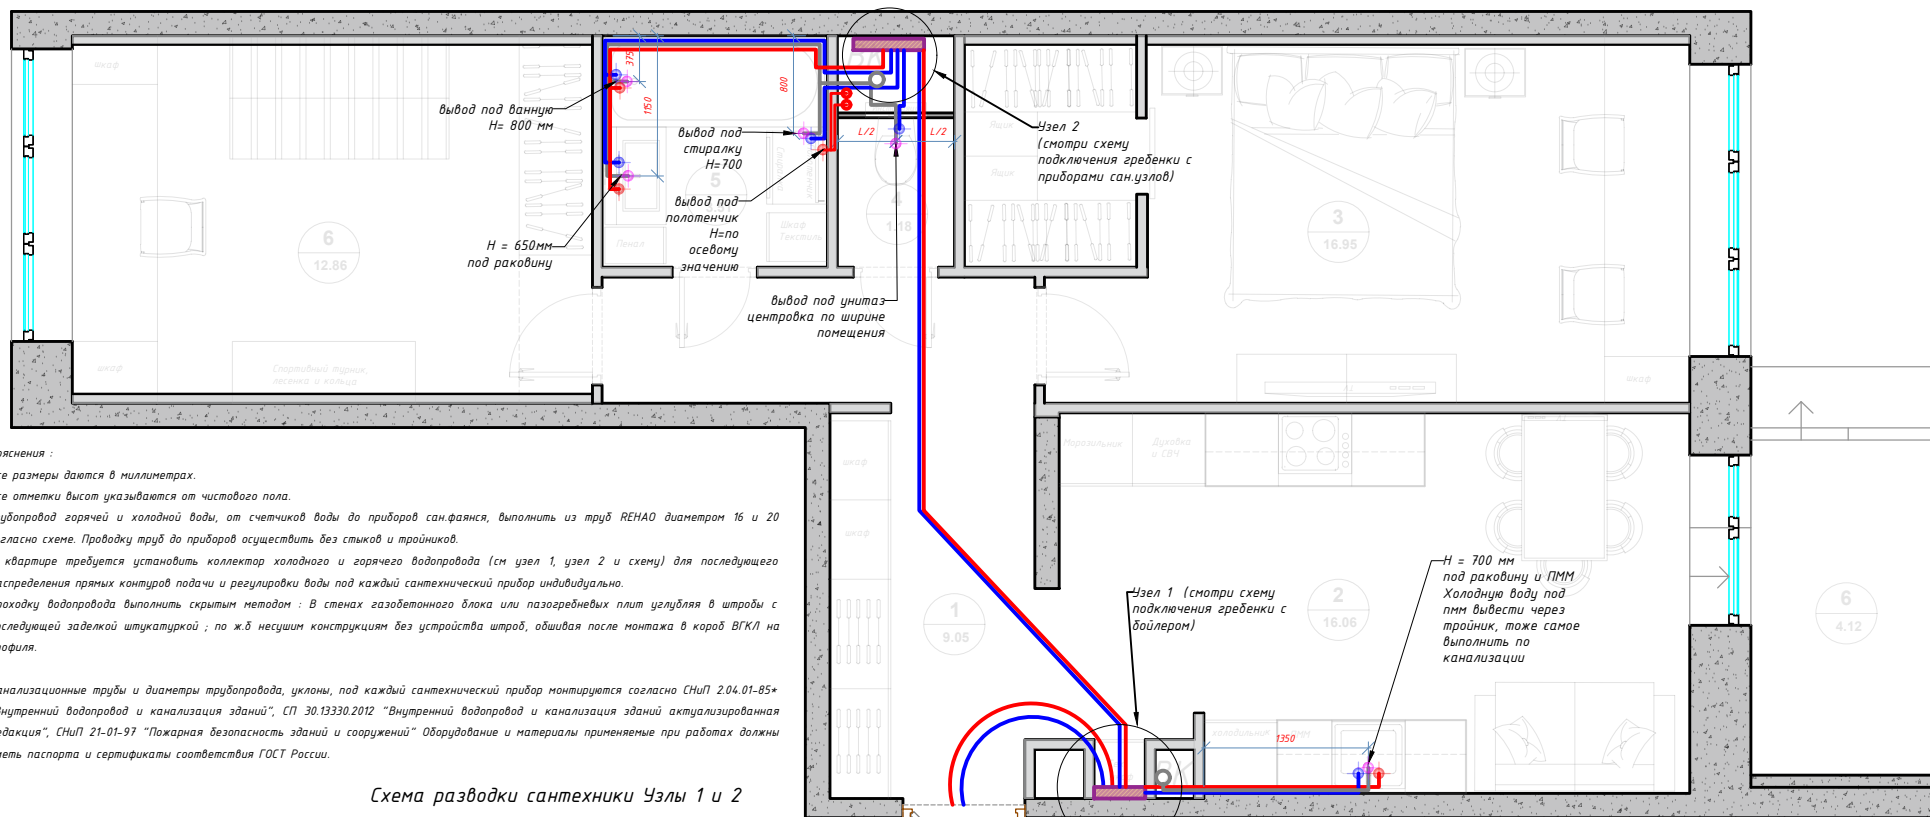 шкаф
вывод под ванную
H= 800 мм
375
1150
800
вывод под
стиралку
H=700
вывод под
полотенчик
H=по
осевому
значению
H = 650мм
под раковину
6
12.86
5
Пенал
Шкаф
Текстиль
L/2
L/2
4
1.18
вывод под унитаз
центровка по ширине
помещения
Ящик
Ящик
Узел 2
(смотри схему
подключения гребенки с
приборами сан.узлов)
3
16.95
шкаф
Спортивный турник,
лесенка и кольца
шкаф
Морозильник
Духовка
и СВЧ
шкаф
шкаф
яснения :
е размеры даются в миллиметрах.
е отметки высот указываются от чистового пола.
убопровод горячей и холодной воды, от счетчиков воды до приборов сан.фаянса, выполнить из труб REHAO диаметром 16 и 20
гласно схеме. Проводку труб до приборов осуществить без стыков и тройников.
квартире требуется установить коллектор холодного и горячего водопровода (см узел 1, узел 2 и схему) для последующего
спределения прямых контуров подачи и регулировки воды под каждый сантехнический прибор индивидуально.
оходку водопровода выполнить скрытым методом : В стенах газобетонного блока или пазогребневых плит углубляя в штробы с
следующей заделкой штукатуркой ; по ж.б несушим конструкциям без устройства штроб, обшивая после монтажа в короб ВГКЛ на
офиля.
нализационные трубы и диаметры трубопровода, уклоны, под каждый сантехнический прибор монтируются согласно СНиП 2.04.01-85*
нутренний водопровод и канализация зданий", СП 30.13330.2012 "Внутренний водопровод и канализация зданий актуализированная
дакция", СНиП 21-01-97 "Пожарная безопасность зданий и сооружений" Оборудование и материалы применяемые при работах должны
еть паспорта и сертификаты соответствия ГОСТ России.
Схема разводки сантехники Узлы 1 и 2
1
9.05
Узел 1 (смотри схему
подключения гребенки с
бойлером)
2
16.06
H = 700 мм
под раковину и ПММ
Холодную воду под
пмм вывести через
тройник, тоже самое
выполнить по
канализации
6
4.12
холодильник
1350